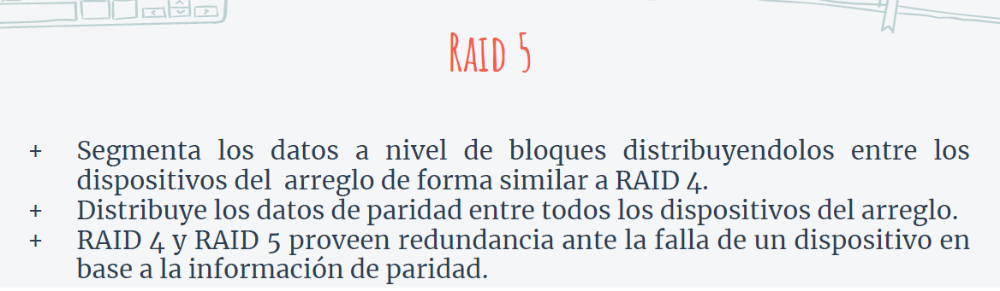 RAID 5
+ Segmenta los datos a nivel de bloques distribuyendolos entre los
dispositivos del arreglo de forma similar a RAID 4.
+ Distribuye los datos de paridad entre todos los dispositivos del arreglo.
+ RAID 4 y RAID 5 proveen redundancia ante la falla de un dispositivo en
base a la información de paridad.